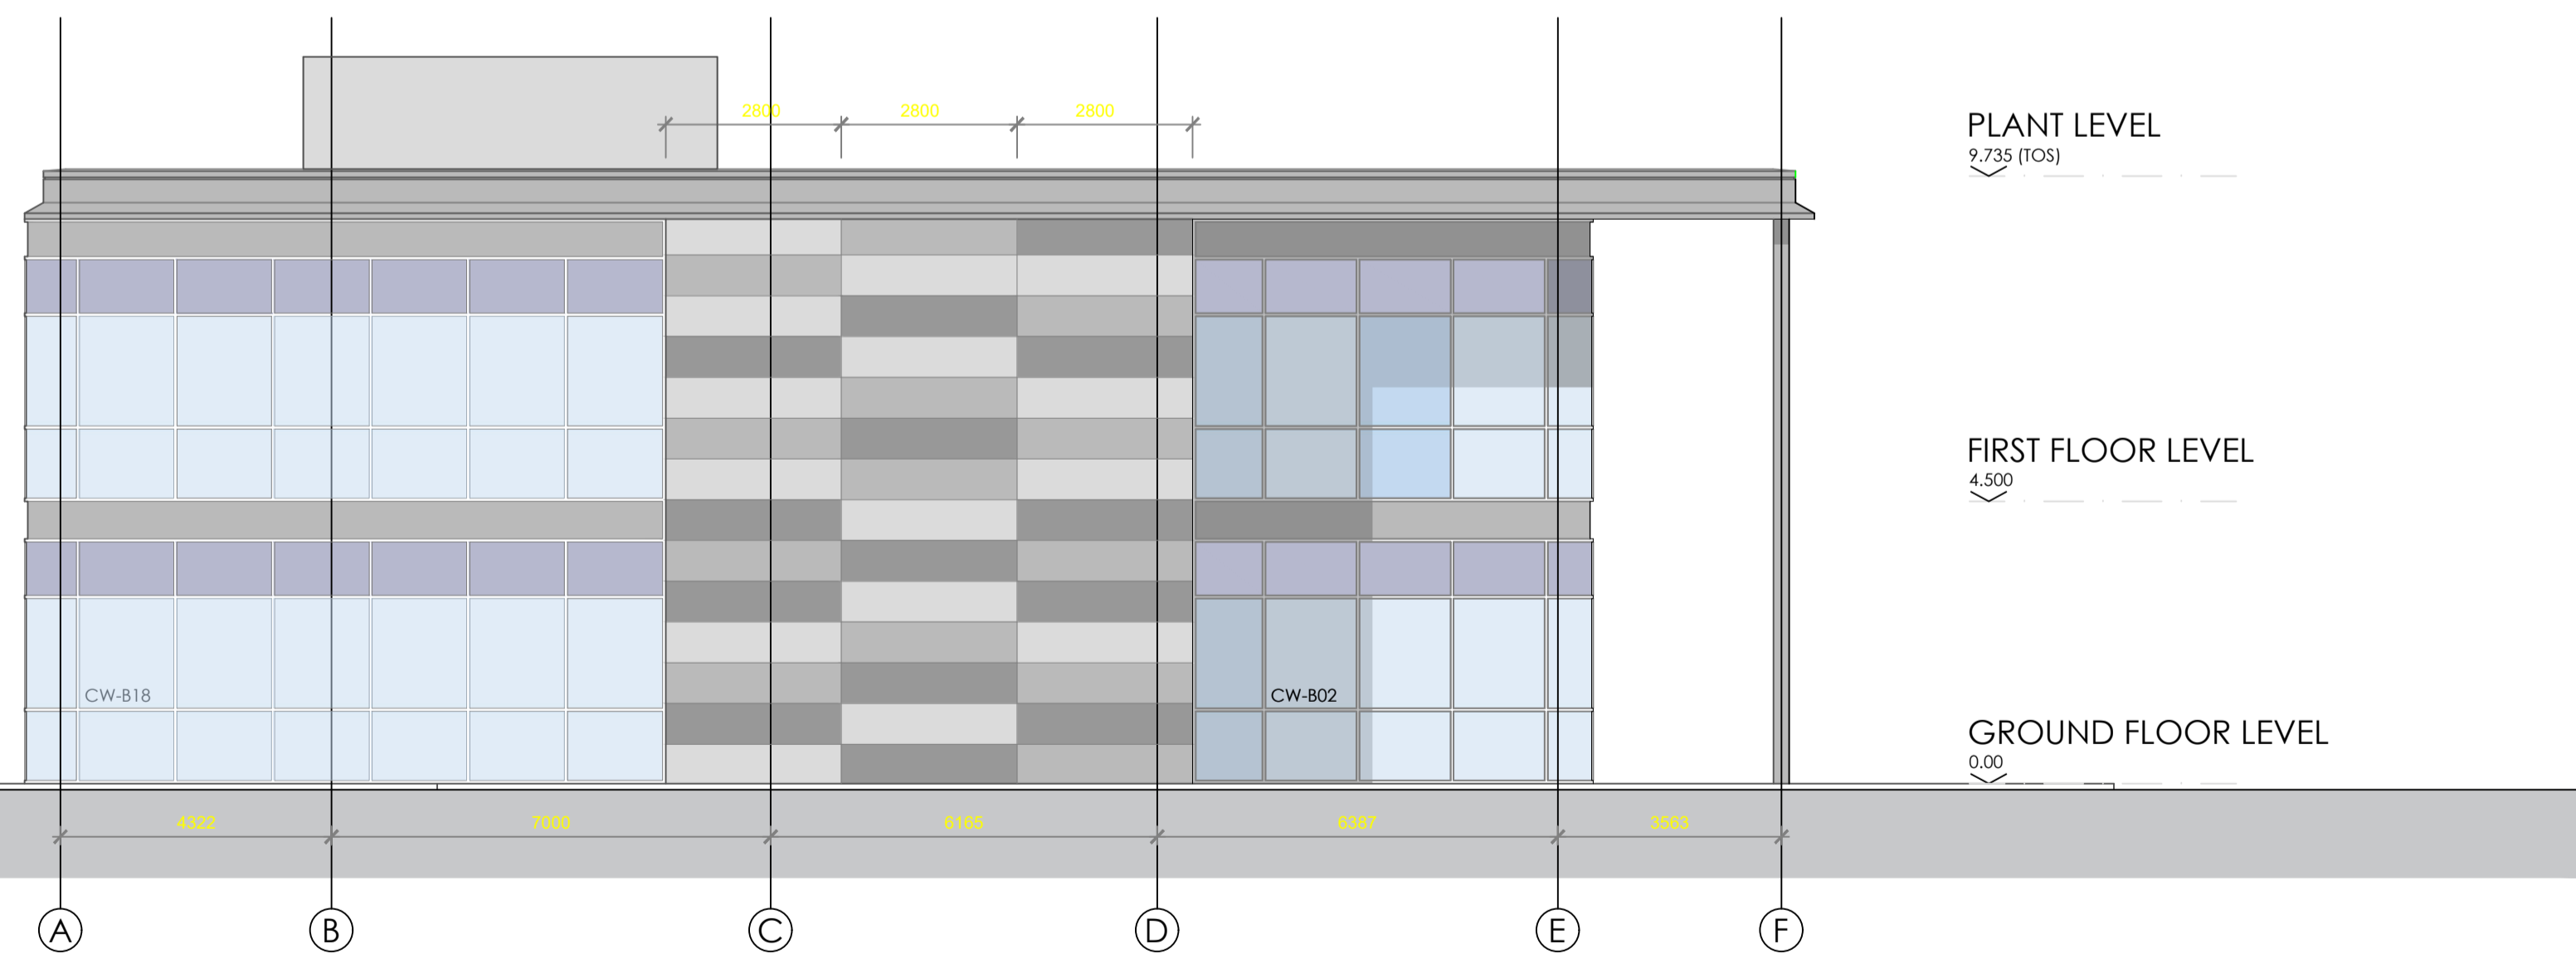 2800 2800 2800
PLANT LEVEL
9.735 (TOS)
FIRST FLOOR LEVEL
4.500
CW-B18
CW-B02
GROUND FLOOR LEVEL
0.00
4322 7000 6165 6387 3563
A B C D E F